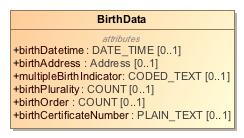 BirthData
attributes
+birthDatetime : DATE_TIME [0..1]
+birthAddress : Address [0..1]
+multipleBirthIndicator : CODED_TEXT [0..1]
+birthPlurality : COUNT [0..1]
+birthOrder : COUNT [0..1]
+birthCertificateNumber : PLAIN_TEXT [0..1]